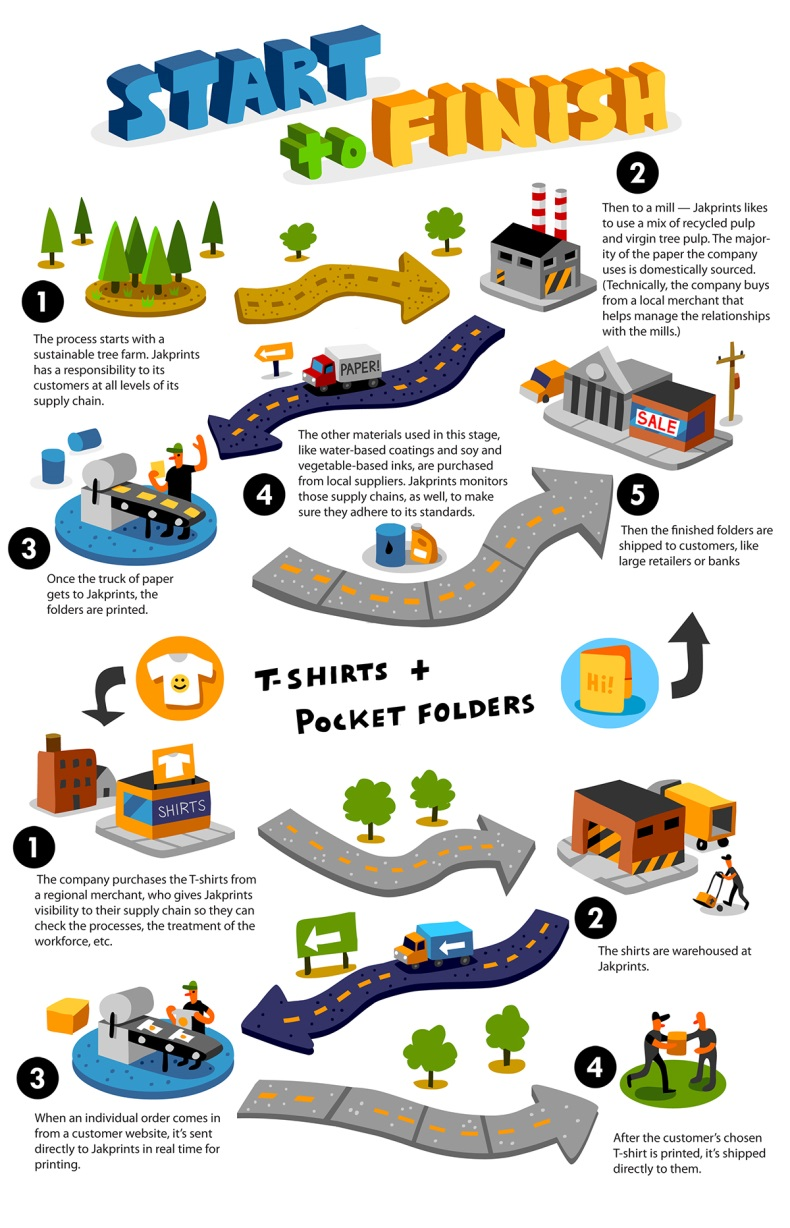 START
to FINISH
1
The process starts with a
sustainable tree farm. Jakprints
has a responsibility to its
customers at all levels of its
supply chain.
2
Then to a mill — Jakprints likes
to use a mix of recycled pulp
and virgin tree pulp. The major-
ity of the paper the company
uses is domestically sourced.
(Technically, the company buys
from a local merchant that
helps manage the relationships
with the mills.)
PAPER!
3
Once the truck of paper
gets to Jakprints, the
folders are printed.
4
The other materials used in this stage,
like water-based coatings and soy and
vegetable-based inks, are purchased
from local suppliers. Jakprints monitors
those supply chains, as well, to make
sure they adhere to its standards.
SALE
5
Then the finished folders are
shipped to customers, like
large retailers or banks
T-SHIRTS +
POCKET FOLDERS
Hi!
SHIRTS
1
The company purchases the T-shirts from
a regional merchant, who gives Jakprints
visibility to their supply chain so they can
check the processes, the treatment of the
workforce, etc.
2
The shirts are warehoused at
Jakprints.
3
When an individual order comes in
from a customer website, it's sent
directly to Jakprints in real time for
printing.
4
After the customer's chosen
T-shirt is printed, it's shipped
directly to them.